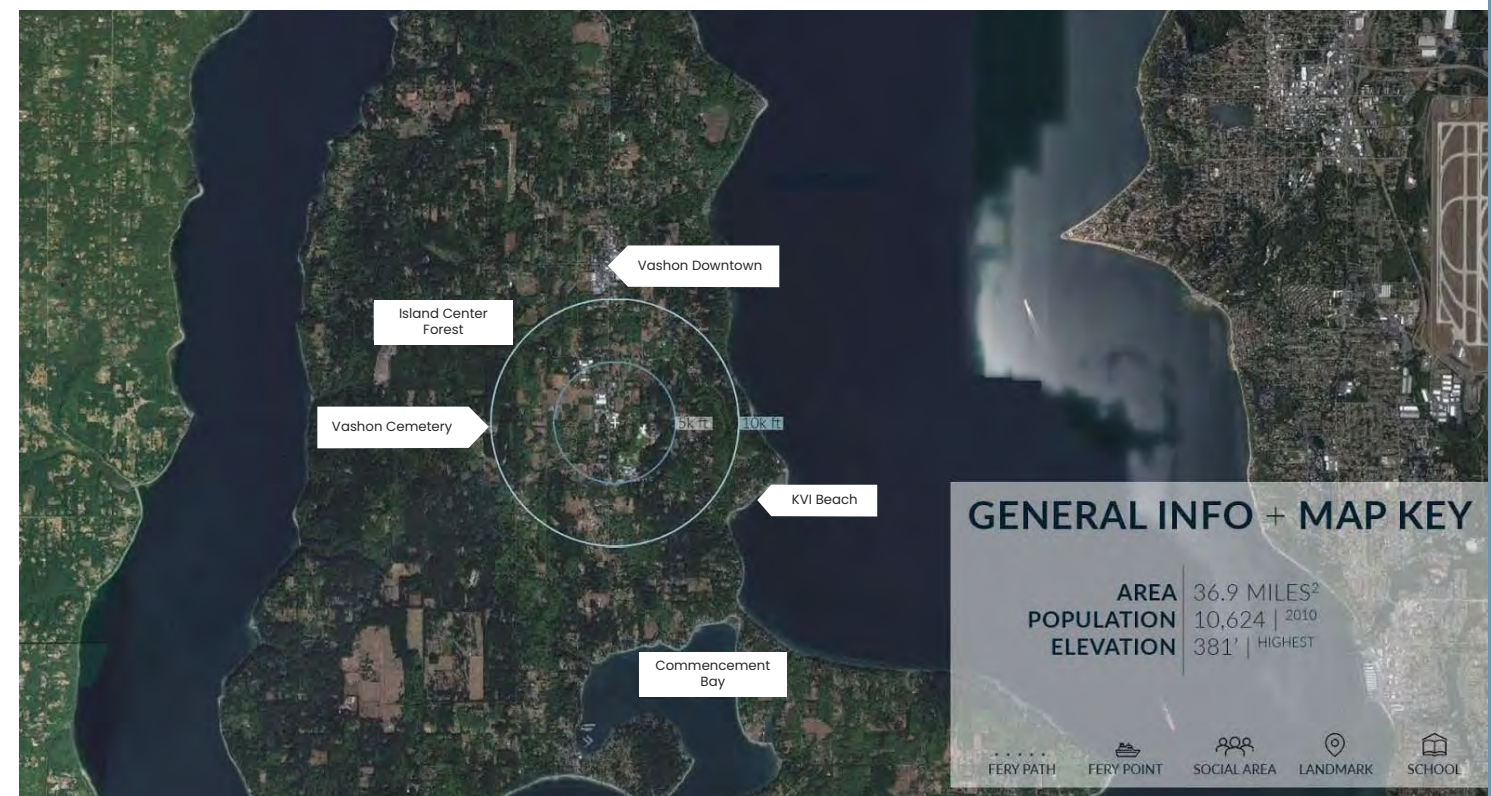 Vashon Downtown
Island Center
Forest
Vashon Cemetery
5k ft
10k ft
KVI Beach
Commencement
Bay
GENERAL INFO + MAP KEY
AREA 36.9 MILES²
POPULATION 10,624 | 2010
ELEVATION 381' | HIGHEST
FERY PATH
FERY POINT
SOCIAL AREA
LANDMARK
SCHOOL